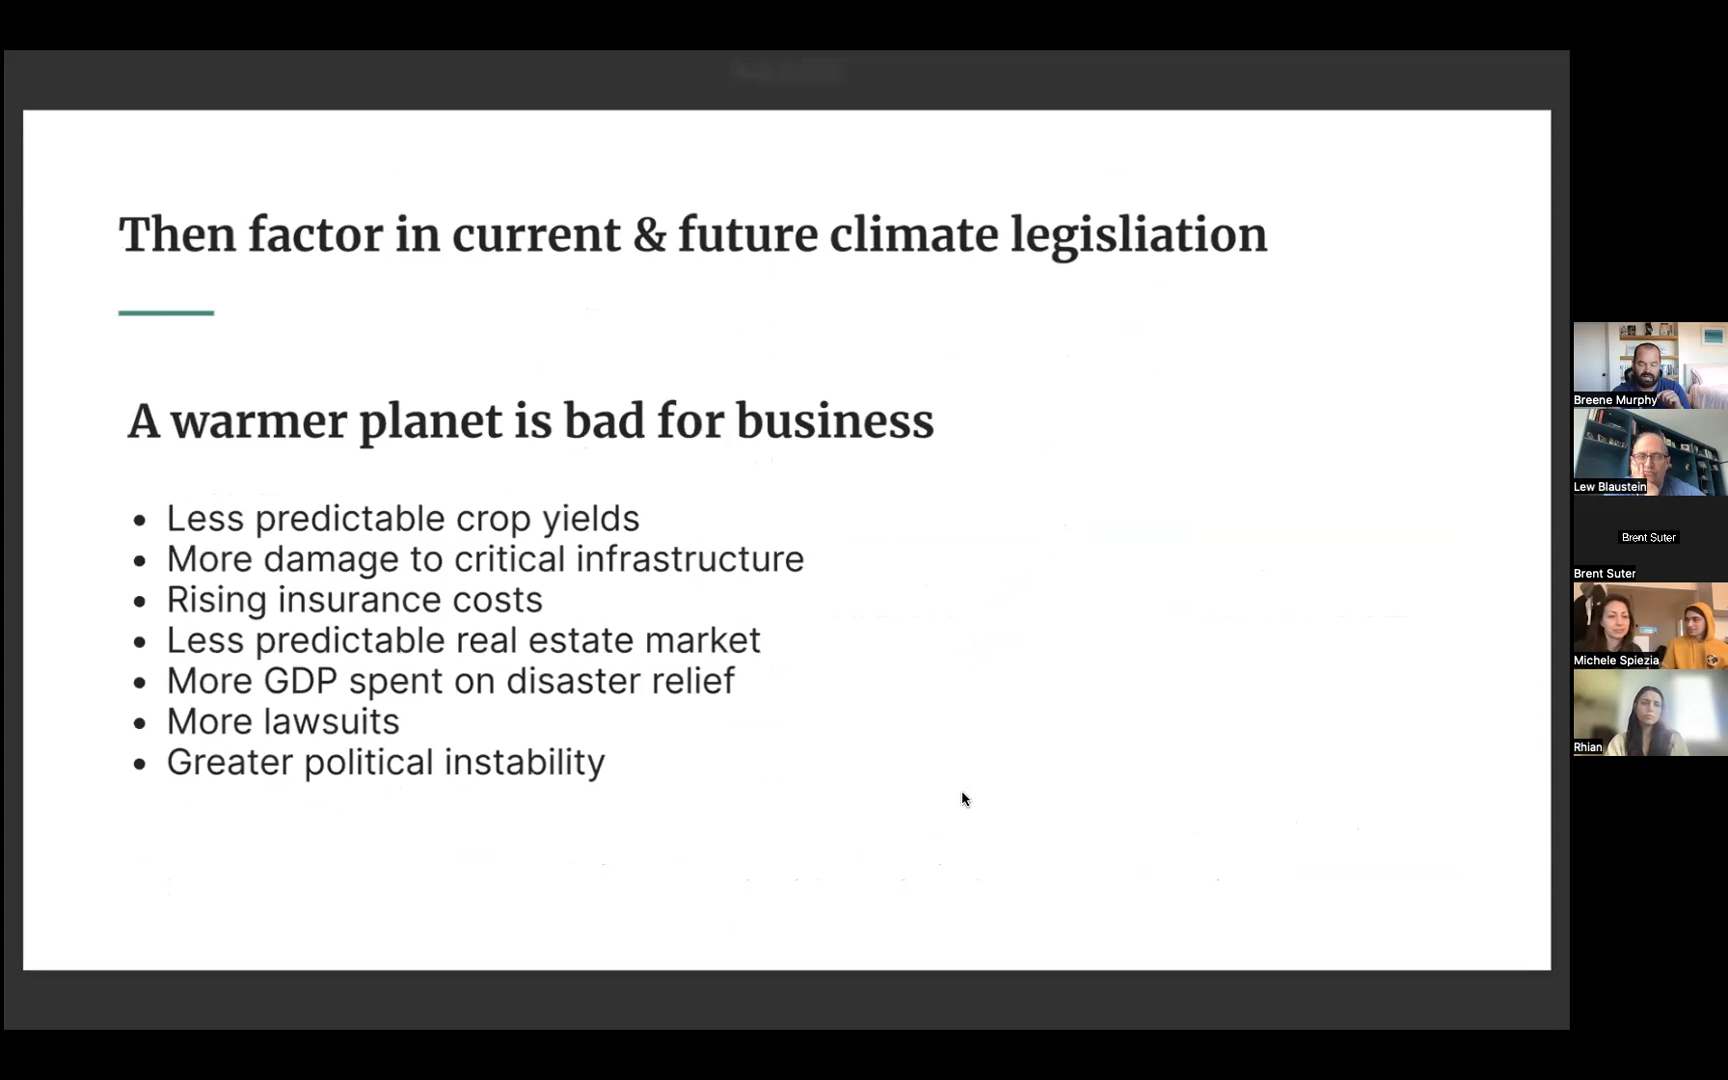 Then factor in current & future climate legisliation
A warmer planet is bad for business
• Less predictable crop yields
• More damage to critical infrastructure
• Rising insurance costs
• Less predictable real estate market
• More GDP spent on disaster relief
• More lawsuits
• Greater political instability
Breene Murphy
Lew Blaustein
Brent Suter
Brent Suter
Michele Spiezia
Rhian